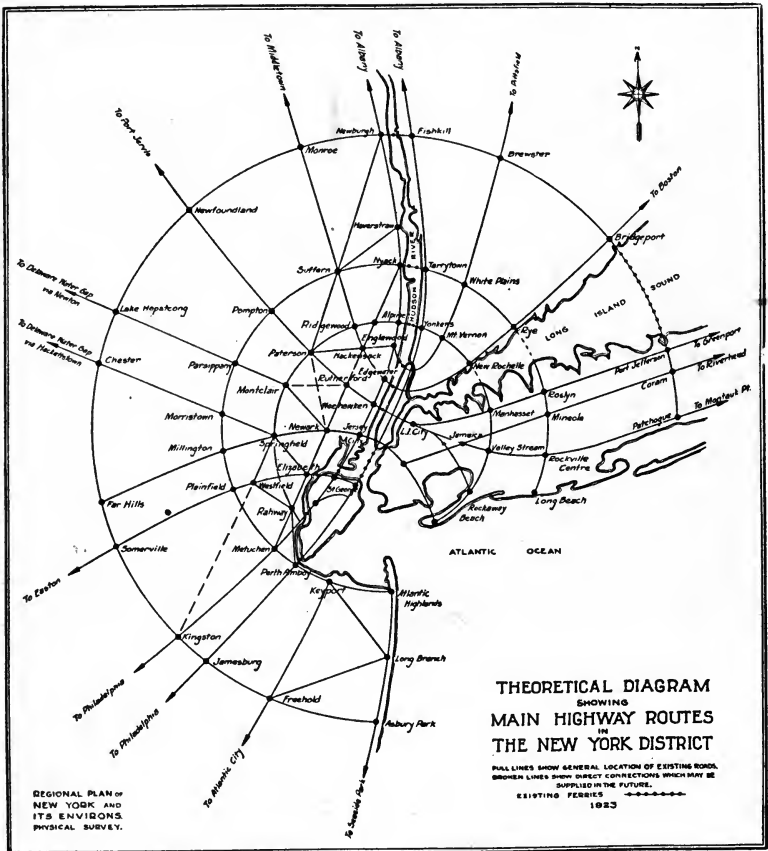 To Middletown
To Albany
To Albany
To Pittsfield
To Port Jervis
Newburgh
Fishkill
Monroe
Brewster
To Boston
Newfoundland
Haverstraw
Bridgeport
HUDSON RIVER
Suffern
Nyack
Tarrytown
White Plains
LONG ISLAND SOUND
To Delaware Water Gap
via Newton
Lake Hopatcong
Pompton
Ridgewood
Alpine
Yonkers
Mt. Vernon
Rye
Englewood
To Delaware Water Gap
via Hackettstown
Chester
Parsippani
Paterson
Hackensack
Edgewater
New Rochelle
Port Jefferson
To Greenport
Coram
To Riverhead
Montclair
Rutherford
Roslyn
Weehawken
Manhasset
Mineola
To Montauk Pt.
Morristown
Newark
Jersey
City
L.I. City
Jamaica
Patchogue
Springfield
Valley Stream
Rockville
Centre
Millington
Elizabeth
Plainfield
Westfield
St. George
Long Beach
Far Hills
Rahway
Rockaway
Beach
Somerville
Metuchen
ATLANTIC OCEAN
Perth Amboy
To Easton
Keyport
Atlantic
Highlands
Kingston
Jamesburg
Long Branch
To Philadelphia
To Philadelphia
Freehold
Asbury Park
To Atlantic City
To Seaside Park
THEORETICAL DIAGRAM
SHOWING
MAIN HIGHWAY ROUTES
IN
THE NEW YORK DISTRICT
FULL LINES SHOW GENERAL LOCATION OF EXISTING ROADS.
BROKEN LINES SHOW DIRECT CONNECTIONS WHICH MAY BE
SUPPLIED IN THE FUTURE.
EXISTING FERRIES
1923
REGIONAL PLAN OF
NEW YORK AND
ITS ENVIRONS.
PHYSICAL SURVEY.